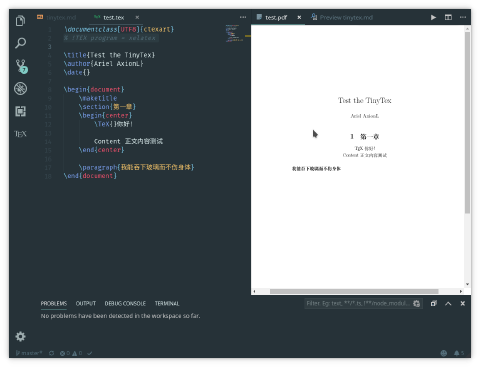 tinytex.md
test.tex
test.pdf
Preview tinytex.md
1 \documentclass[UTF8]{ctexart}
2 % !TEX program = xelatex
3
4 \title{Test the TinyTex}
5 \author{Ariel AxionL}
6 \date{}
7
8 \begin{document}
9 \maketitle
10 \section{第一章}
11 \begin{center}
12 \TeX{}你好!
13
14 Content 正文内容测试
15 \end{center}
16
17 \paragraph{我能吞下玻璃而不伤身体}
18 \end{document}
Test the TinyTex
Ariel AxionL
1 第一章
TEX 你好!
Content 正文内容测试
我能吞下玻璃而不伤身体
TEX
PROBLEMS OUTPUT DEBUG CONSOLE TERMINAL
Filter. Eg: text, **/*.ts, !**/node_modul...
No problems have been detected in the workspace so far.
master*
0 0